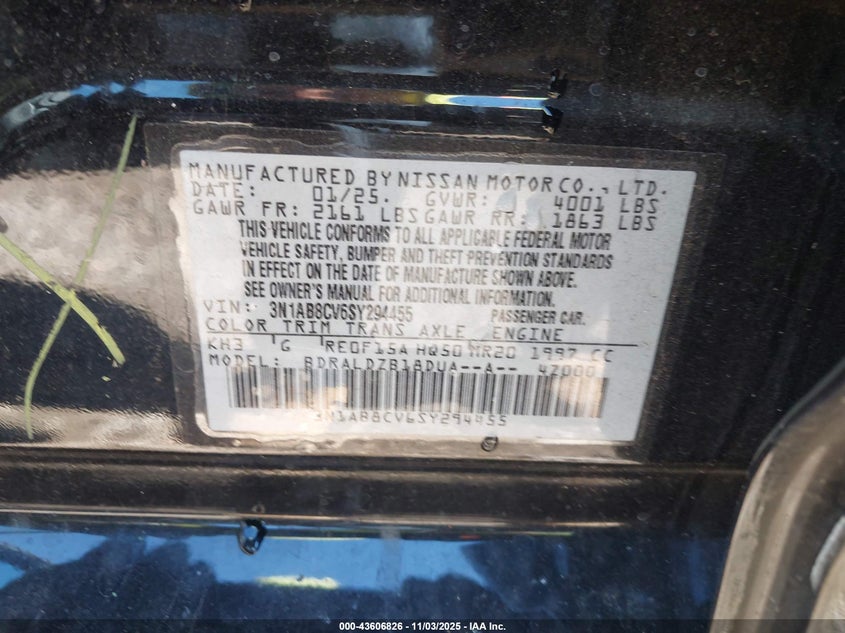 MANUFACTURED BY NISSAN MOTOR CO., LTD.
DATE: 01/25. GVWR: 4001 LBS
GAWR FR: 2161 LBS GAWR RR: 1863 LBS
THIS VEHICLE CONFORMS TO ALL APPLICABLE FEDERAL MOTOR
VEHICLE SAFETY, BUMPER AND THEFT PREVENTION STANDARDS
IN EFFECT ON THE DATE OF MANUFACTURE SHOWN ABOVE.
SEE OWNER'S MANUAL FOR ADDITIONAL INFORMATION.
VIN: 3N1AB8CV6SY294455 PASSENGER CAR.
COLOR TRIM TRANS AXLE ENGINE
KH3 G RE0F15A HQ50 MR20 1997 CC
MODEL: BDRALDZB18DUA--A-- 42000
3N1AB8CV6SY294455
000-43606826 - 11/03/2025 - IAA Inc.